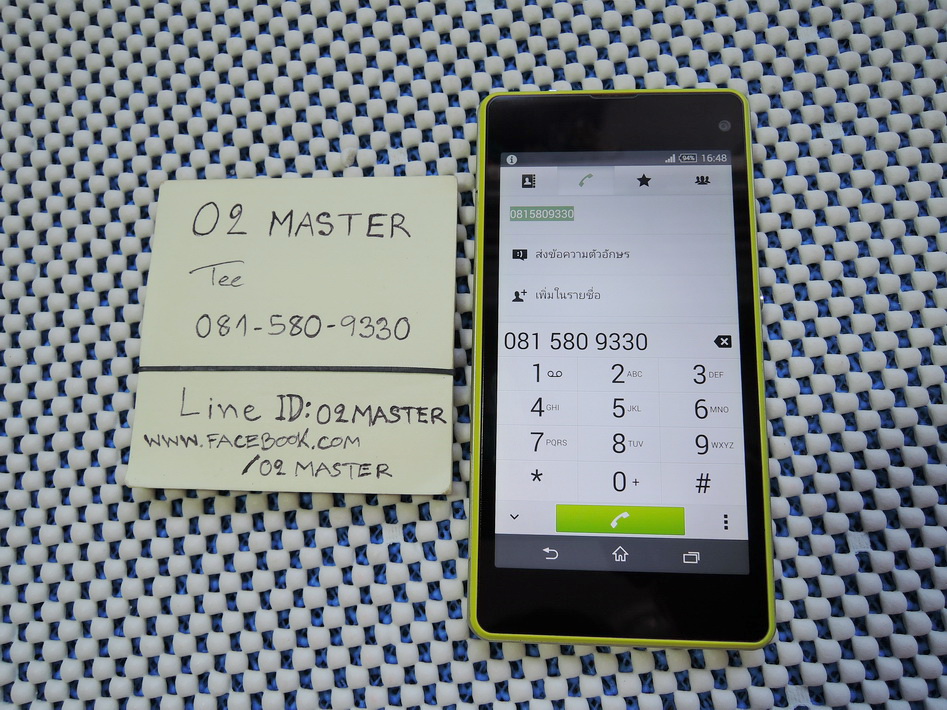 O2 MASTER
Tee
081-580-9330
Line ID: O2MASTER
WWW.FACEBOOK.COM
/O2 MASTER
94% 16:48
0815809330
ส่งข้อความตัวอักษร
เพิ่มในรายชื่อ
081 580 9330
1 2 ABC 3 DEF
4 GHI 5 JKL 6 MNO
7 PQRS 8 TUV 9 WXYZ
* 0 + #